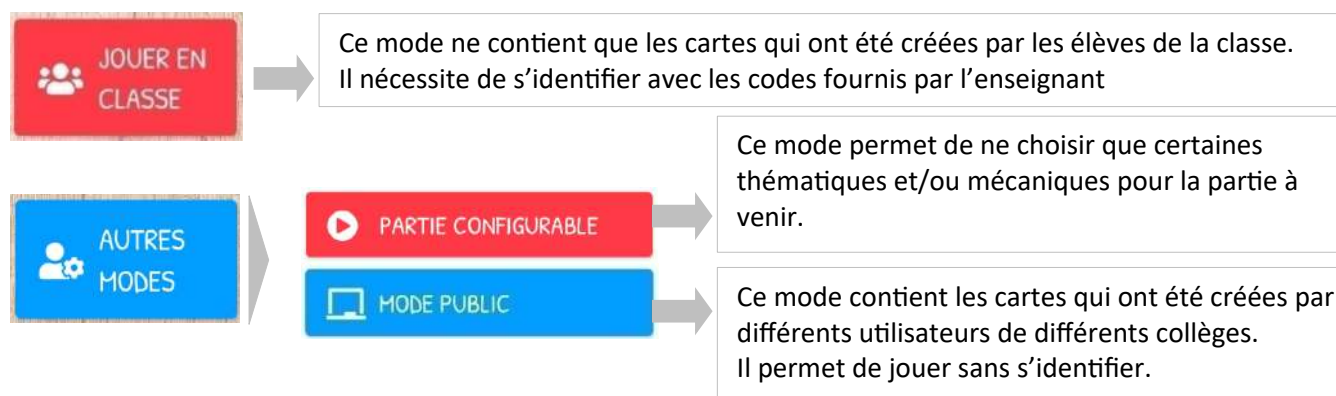 JOUER EN
CLASSE
Ce mode ne contient que les cartes qui ont été créées par les élèves de la classe.
Il nécessite de s’identifier avec les codes fournis par l’enseignant
AUTRES
MODES
PARTIE CONFIGURABLE
Ce mode permet de ne choisir que certaines
thématiques et/ou mécaniques pour la partie à
venir.
MODE PUBLIC
Ce mode contient les cartes qui ont été créées par
différents utilisateurs de différents collèges.
Il permet de jouer sans s’identifier.